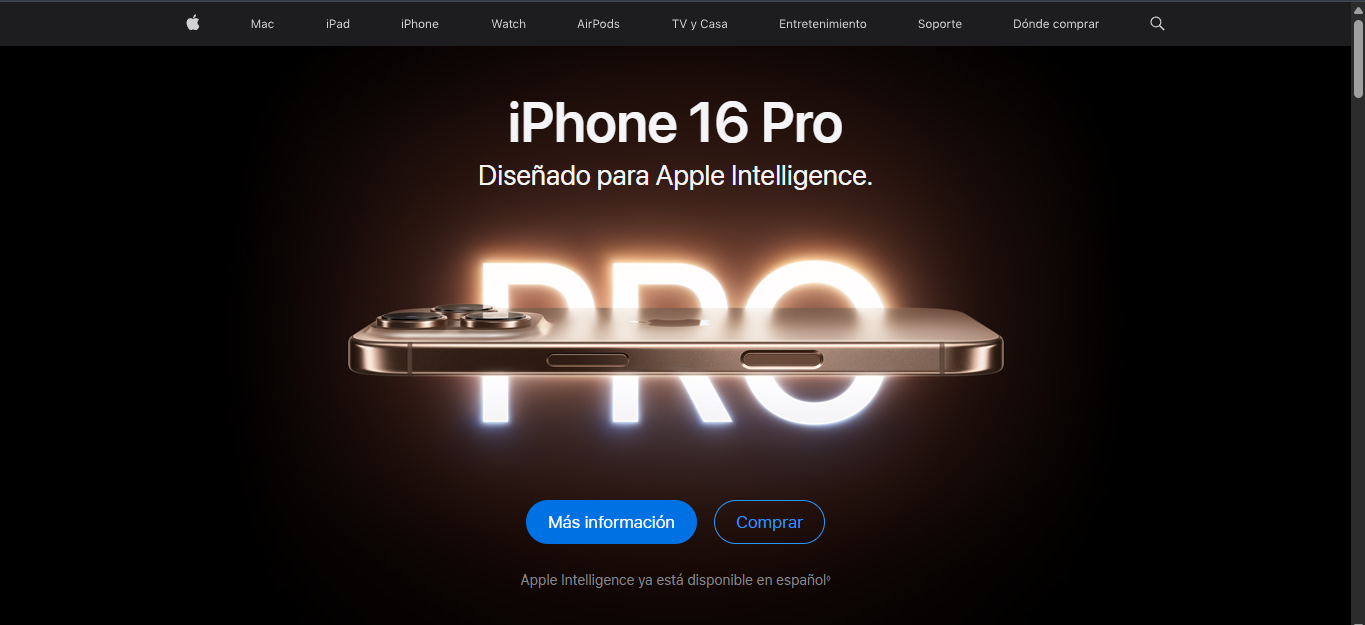 Mac iPad iPhone Watch AirPods TV y Casa Entretenimiento Soporte Dónde comprar
iPhone 16 Pro
Diseñado para Apple Intelligence.
PRO
Más información Comprar
Apple Intelligence ya está disponible en español◊